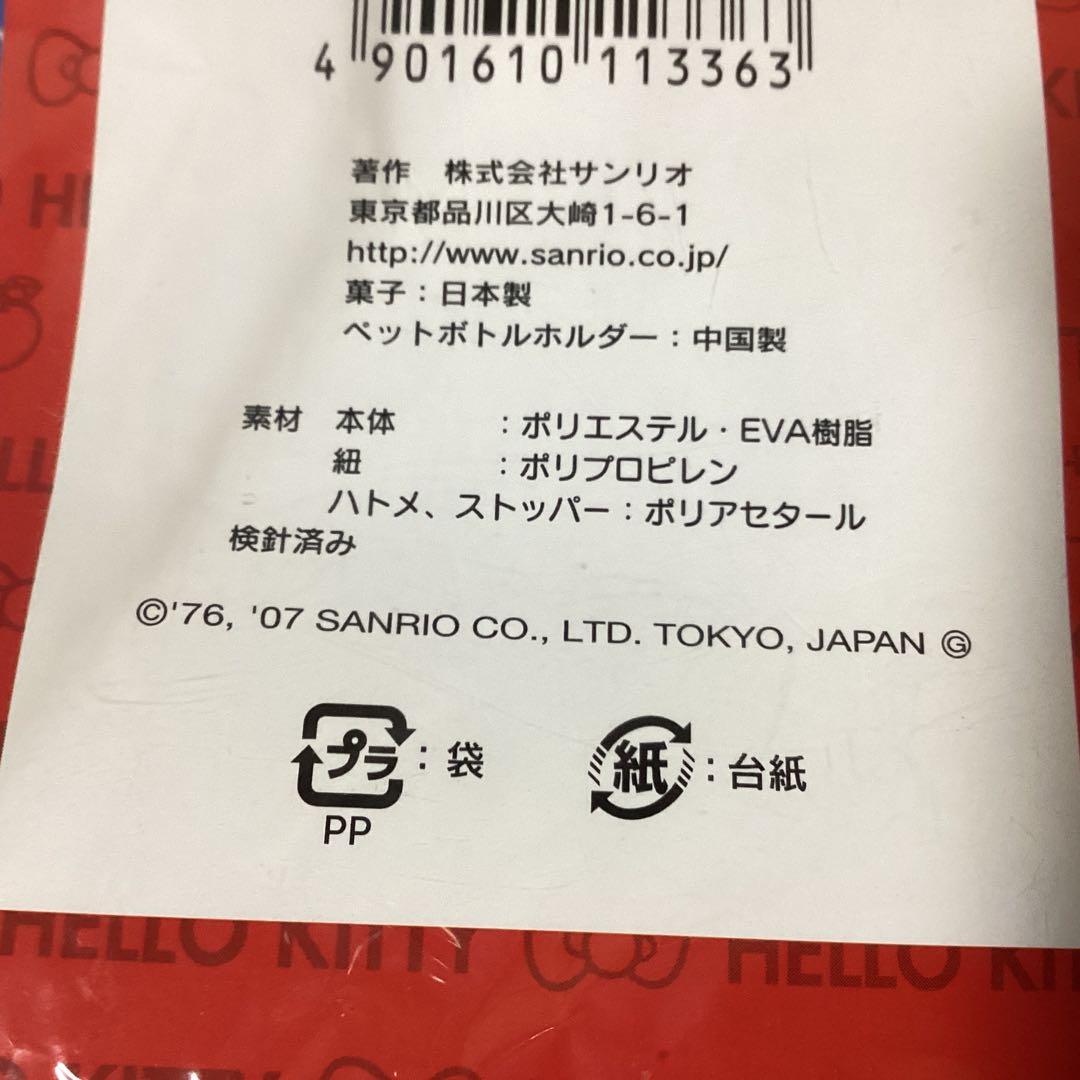 4 901610 113363
著作 株式会社サンリオ
東京都品川区大崎1-6-1
http://www.sanrio.co.jp/
菓子：日本製
ペットボトルホルダー：中国製
素材 本体 ：ポリエステル・EVA樹脂
紐 ：ポリプロピレン
ハトメ、ストッパー：ポリアセタール
検針済み
©'76, '07 SANRIO CO., LTD. TOKYO, JAPAN Ⓖ
プラ：袋
紙：台紙
PP
HELLO KITTY HELLO KITTY